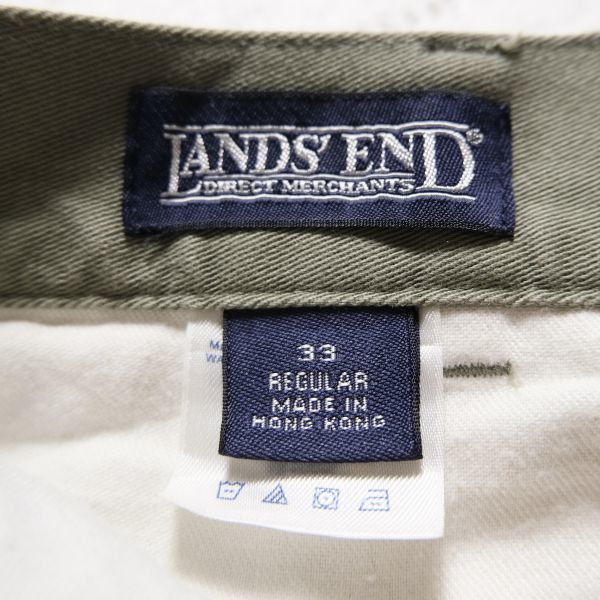 LANDS' END®
DIRECT MERCHANTS
33
REGULAR
MADE IN
HONG KONG